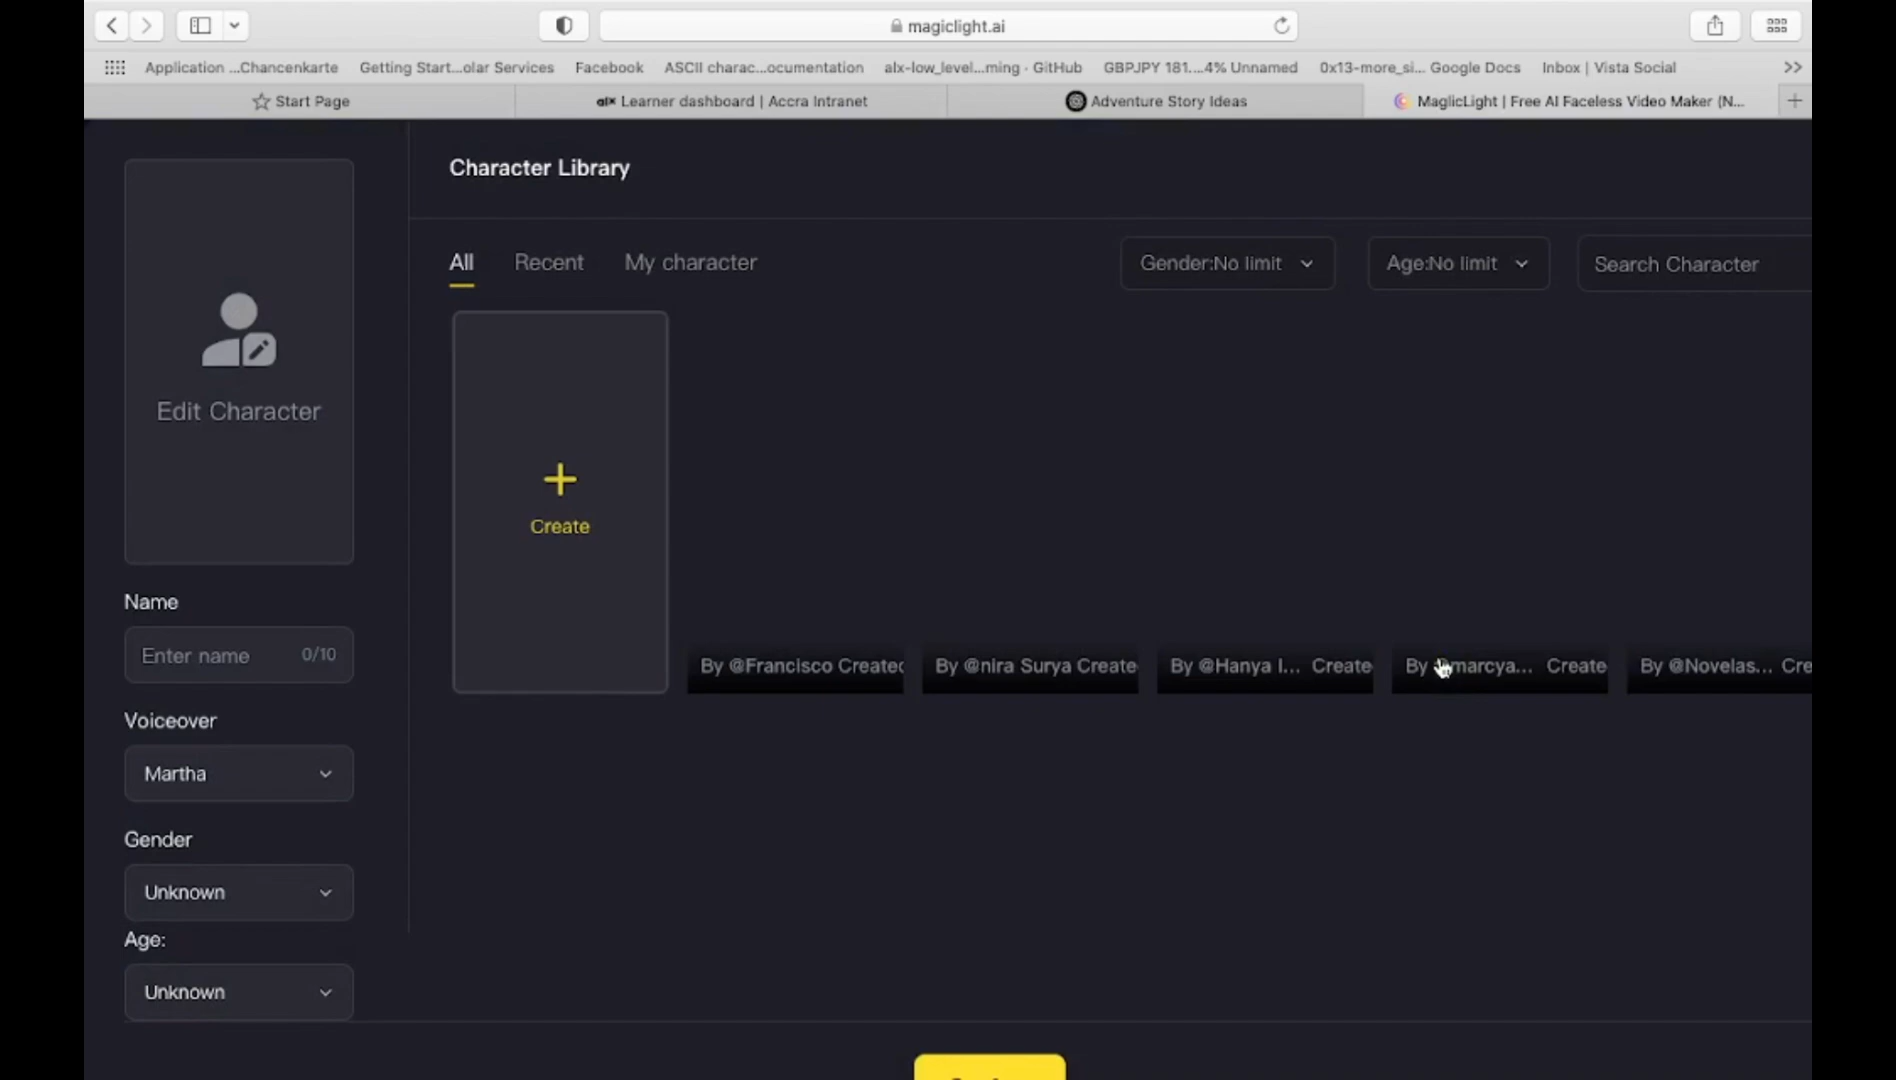 magiclight.ai
Application ...Chancenkarte
Getting Start...olar Services
Facebook
ASCII charac...ocumentation
alx-low_level...ming · GitHub
GBPJPY 181....4% Unnamed
0x13-more_si... Google Docs
Inbox | Vista Social
>>
Start Page
alx Learner dashboard | Accra Intranet
Adventure Story Ideas
MaglicLight | Free AI Faceless Video Maker (N...
Character Library
All
Recent
My character
Gender:No limit
Age:No limit
Search Character
Edit Character
Create
By @Francisco Created
By @nira Surya Create
By @Hanya I... Create
By @marcya... Create
By @Novelas... Cre
Name
Enter name 0/10
Voiceover
Martha
Gender
Unknown
Age:
Unknown